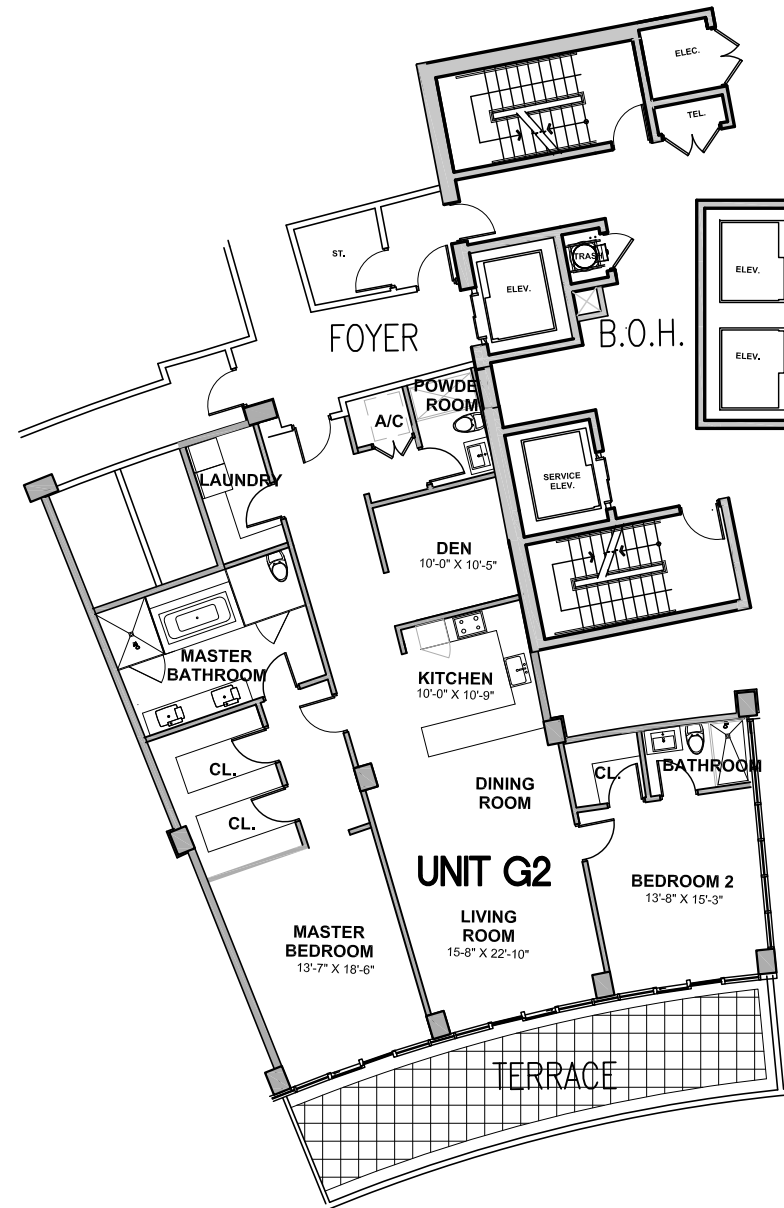 ELEC.
TEL.
ST.
TRASH
ELEV.
ELEV.
FOYER
B.O.H.
ELEV.
POWDE
ROOM
A/C
LAUNDRY
SERVICE
ELEV.
DEN
10'-0" X 10'-5"
MASTER
BATHROOM
KITCHEN
10'-0" X 10'-9"
CL.
CL.
BATHROOM
DINING
ROOM
CL.
UNIT G2
BEDROOM 2
13'-8" X 15'-3"
LIVING
ROOM
15-8" X 22'-10"
MASTER
BEDROOM
13'-7" X 18'-6"
TERRACE